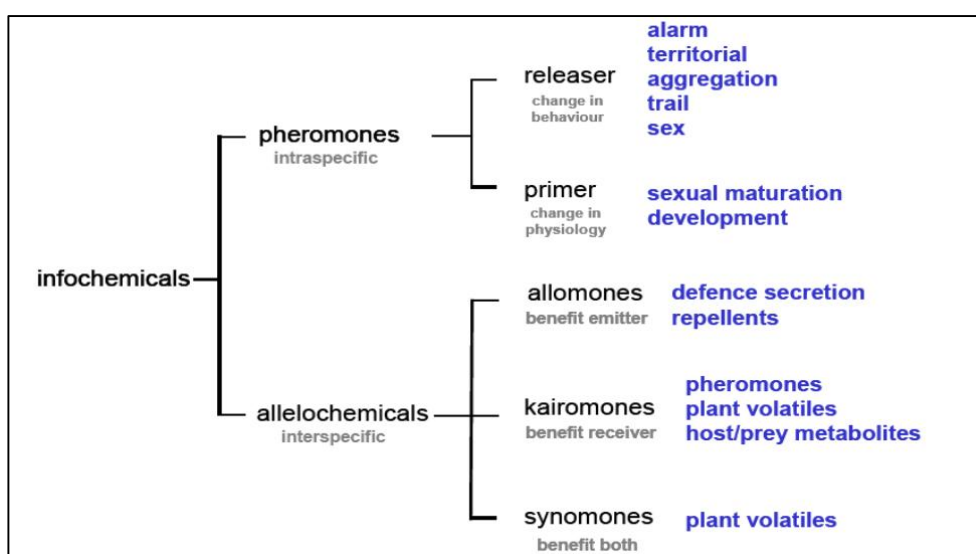 alarm
territorial
aggregation
trail
sex
releaser
change in
behaviour
pheromones
intraspecific
primer
change in
physiology
sexual maturation
development
infochemicals
allomones
benefit emitter
defence secretion
repellents
allelochemicals
interspecific
kairomones
benefit receiver
pheromones
plant volatiles
host/prey metabolites
synomones
benefit both
plant volatiles